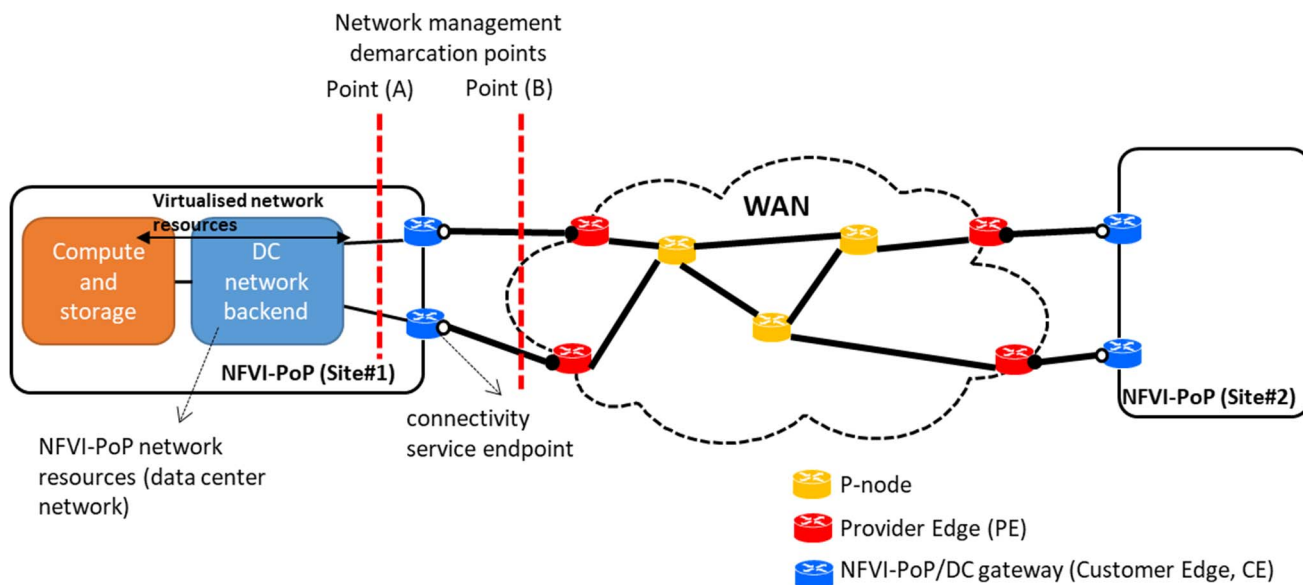 Network management
demarcation points
Point (A)
Point (B)
Virtualised network
resources
Compute
and
storage
DC
network
backend
NFVI-PoP (Site#1)
WAN
NFVI-PoP (Site#2)
connectivity
service endpoint
NFVI-PoP network
resources (data center
network)
P-node
Provider Edge (PE)
NFVI-PoP/DC gateway (Customer Edge, CE)